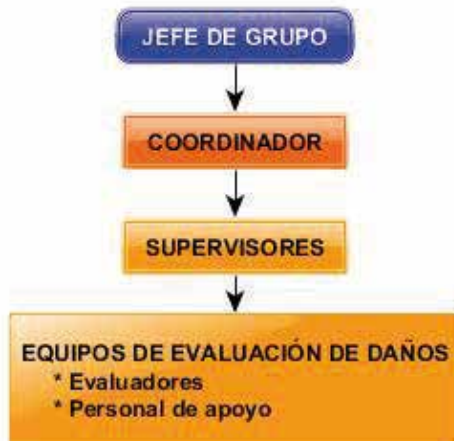 JEFE DE GRUPO
COORDINADOR
SUPERVISORES
EQUIPOS DE EVALUACIÓN DE DAÑOS
* Evaluadores
* Personal de apoyo